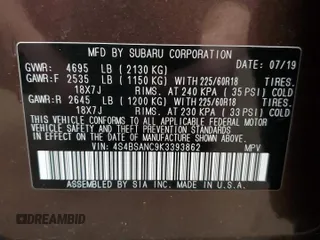 MFD. BY SUBARU CORPORATION DATE: 07/19
GVWR: 4695 LB ( 2130 KG)
GAWR:F 2535 LB ( 1150 KG) WITH 225/60R18 TIRES.
18X7J RIMS. AT 240 KPA ( 35 PSI) COLD
GAWR:R 2645 LB ( 1200 KG) WITH 225/60R18 TIRES.
18X7J RIMS. AT 230 KPA ( 33 PSI) COLD
THIS VEHICLE CONFORMS TO ALL APPLICABLE FEDERAL MOTOR
VEHICLE SAFETY STANDARDS IN EFFECT ON THE DATE OF
MANUFACTURE SHOWN ABOVE.
VIN: 4S4BSANC9K3393862 MPV
ASSEMBLED BY SIA INC. MADE IN U.S.A.
DREAMBID